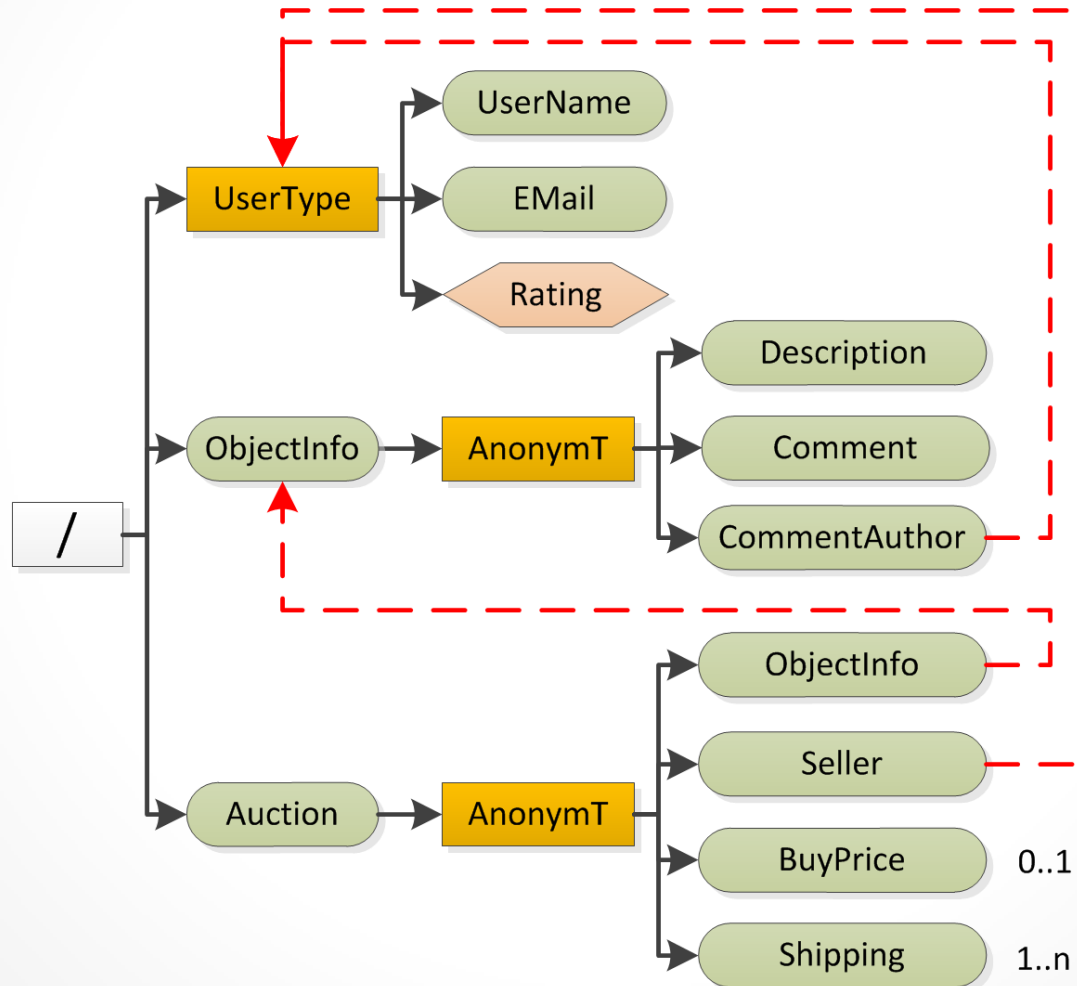 UserName
UserType
EMail
Rating
Description
ObjectInfo
AnonymT
Comment
/
CommentAuthor
ObjectInfo
Seller
Auction
AnonymT
BuyPrice 0..1
Shipping 1..n